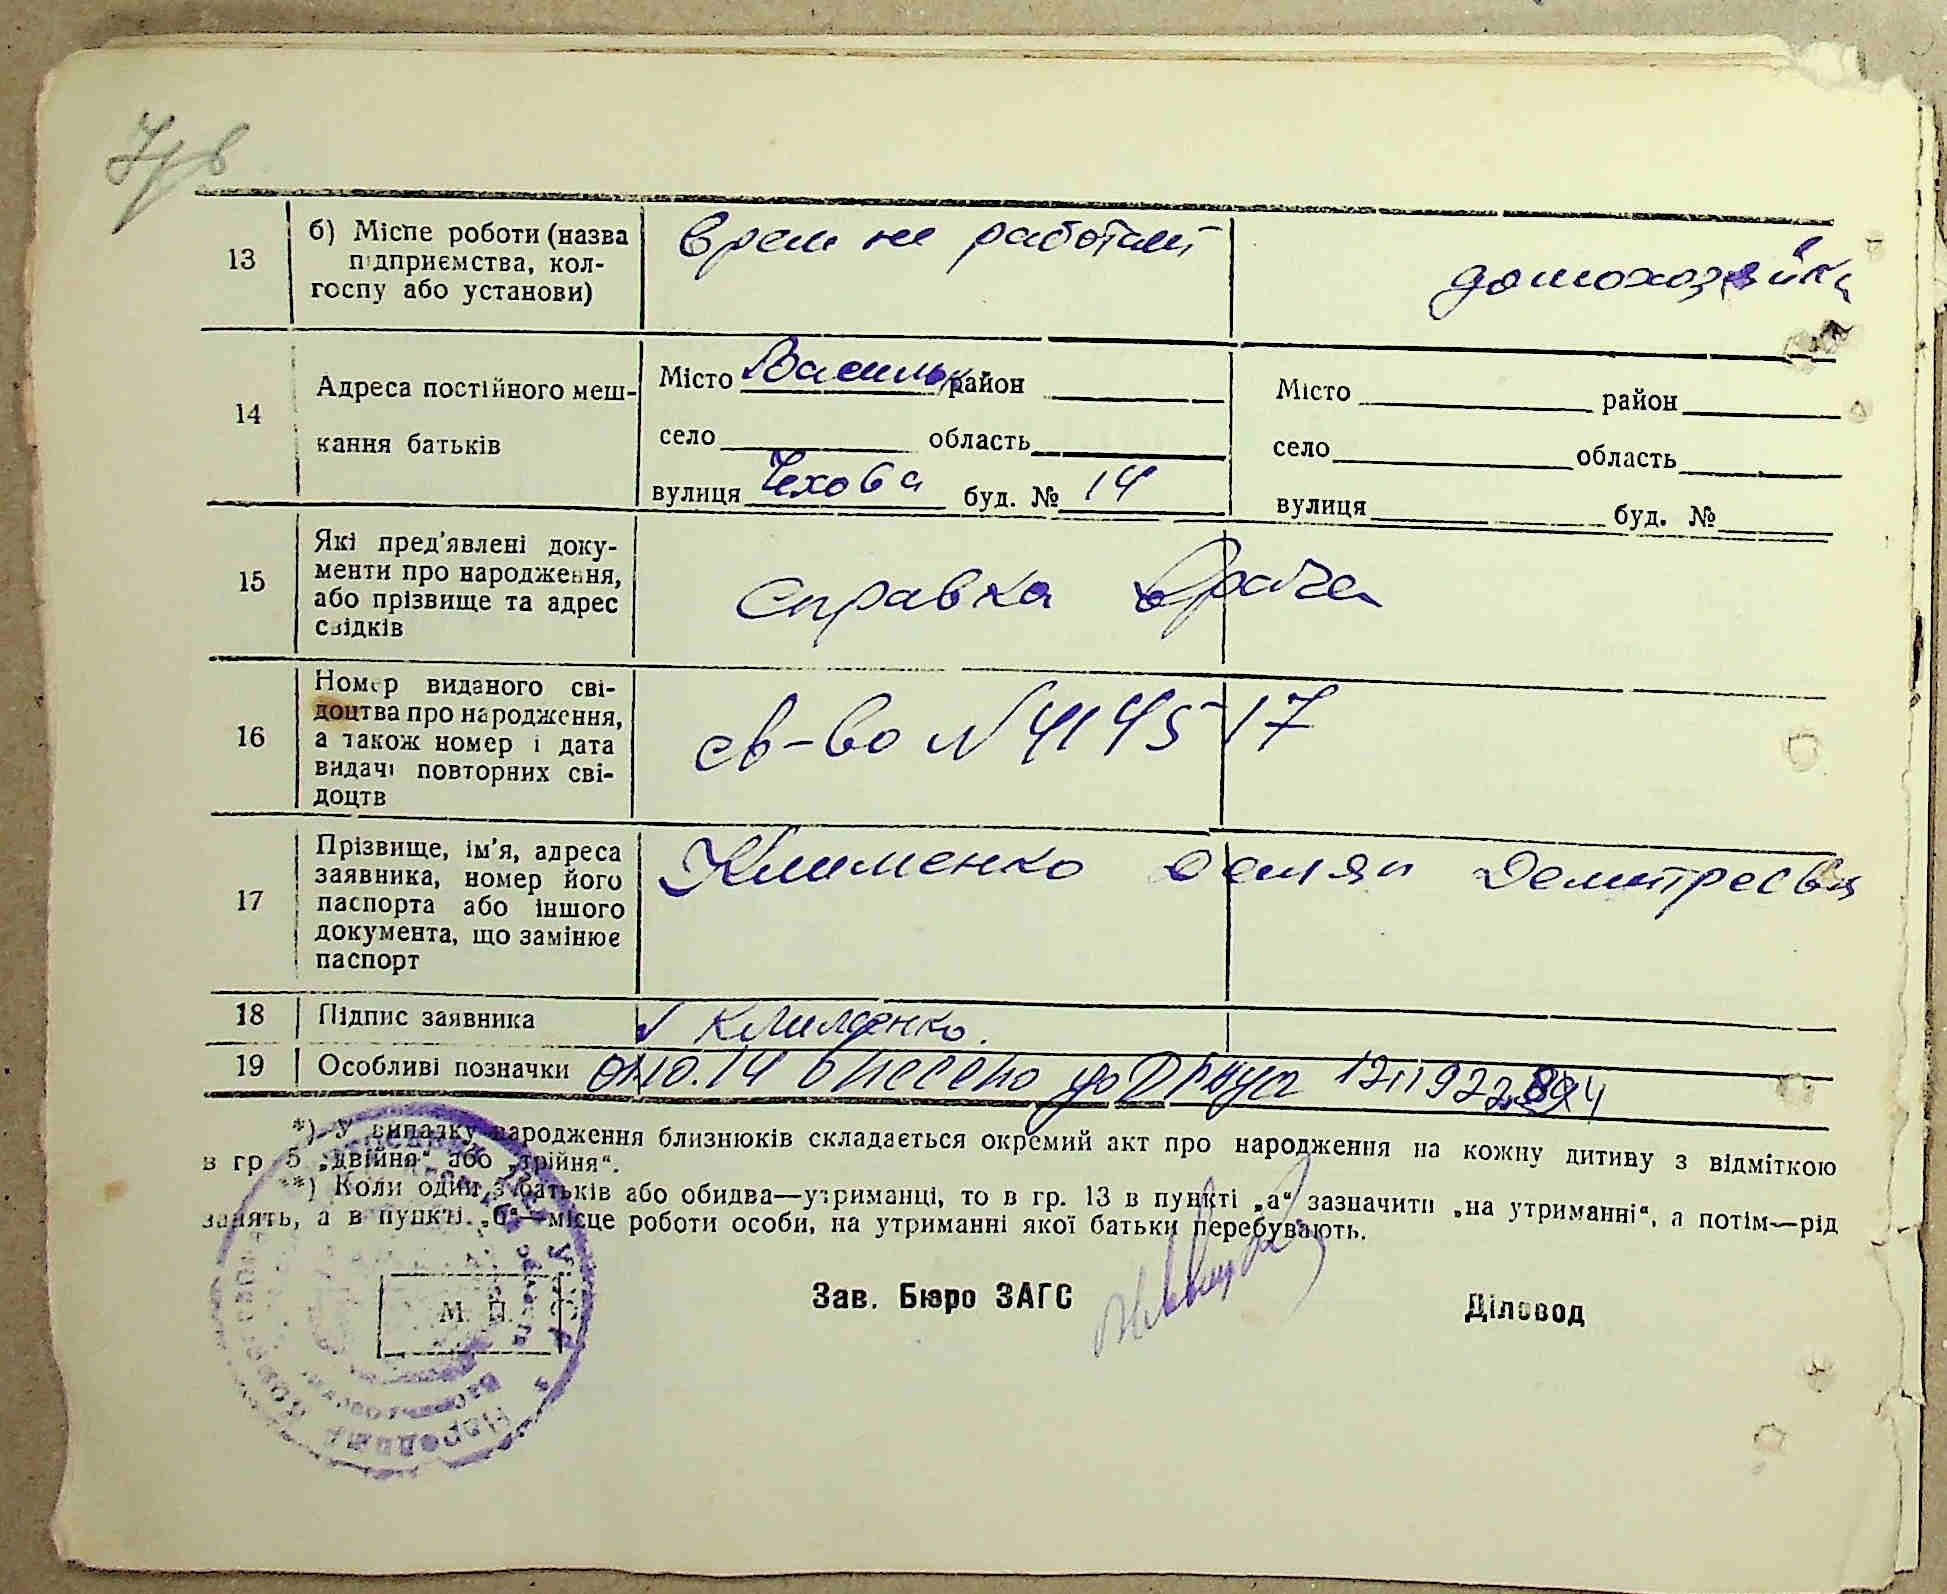 13
б) Місце роботи (назва
підприємства, кол-
госпу або установи)
врем не работает
домохозяйка
14
Адреса постійного меш-
кання батьків
Місто Васильк район
село область
вулиця Чехова буд. № 14
Місто район
село область
вулиця буд. №
15
Які пред'явлені доку-
менти про народження,
або прізвище та адрес
свідків
справка врача
16
Номер виданого сві-
доцтва про народження,
а також номер і дата
видачі повторних сві-
доцтв
св-во N 414517
17
Прізвище, ім'я, адреса
заявника, номер його
паспорта або іншого
документа, що замінює
паспорт
Клименко Демян
18
Підпис заявника
Клименко.
19
Особливі позначки
внесено до
*) У випадку народження близнюків складається окремий акт про народження на кожну дитину з відміткою
в гр 5 „двійня" або „трійня".
**) Коли один з батьків або обидва—утриманці, то в гр. 13 в пункті „а" зазначити „на утриманні", а потім—рід
занять, а в пункті „б"—місце роботи особи, на утриманні якої батьки перебувають.
М. П.
Зав. Бюро ЗАГС
Діловод